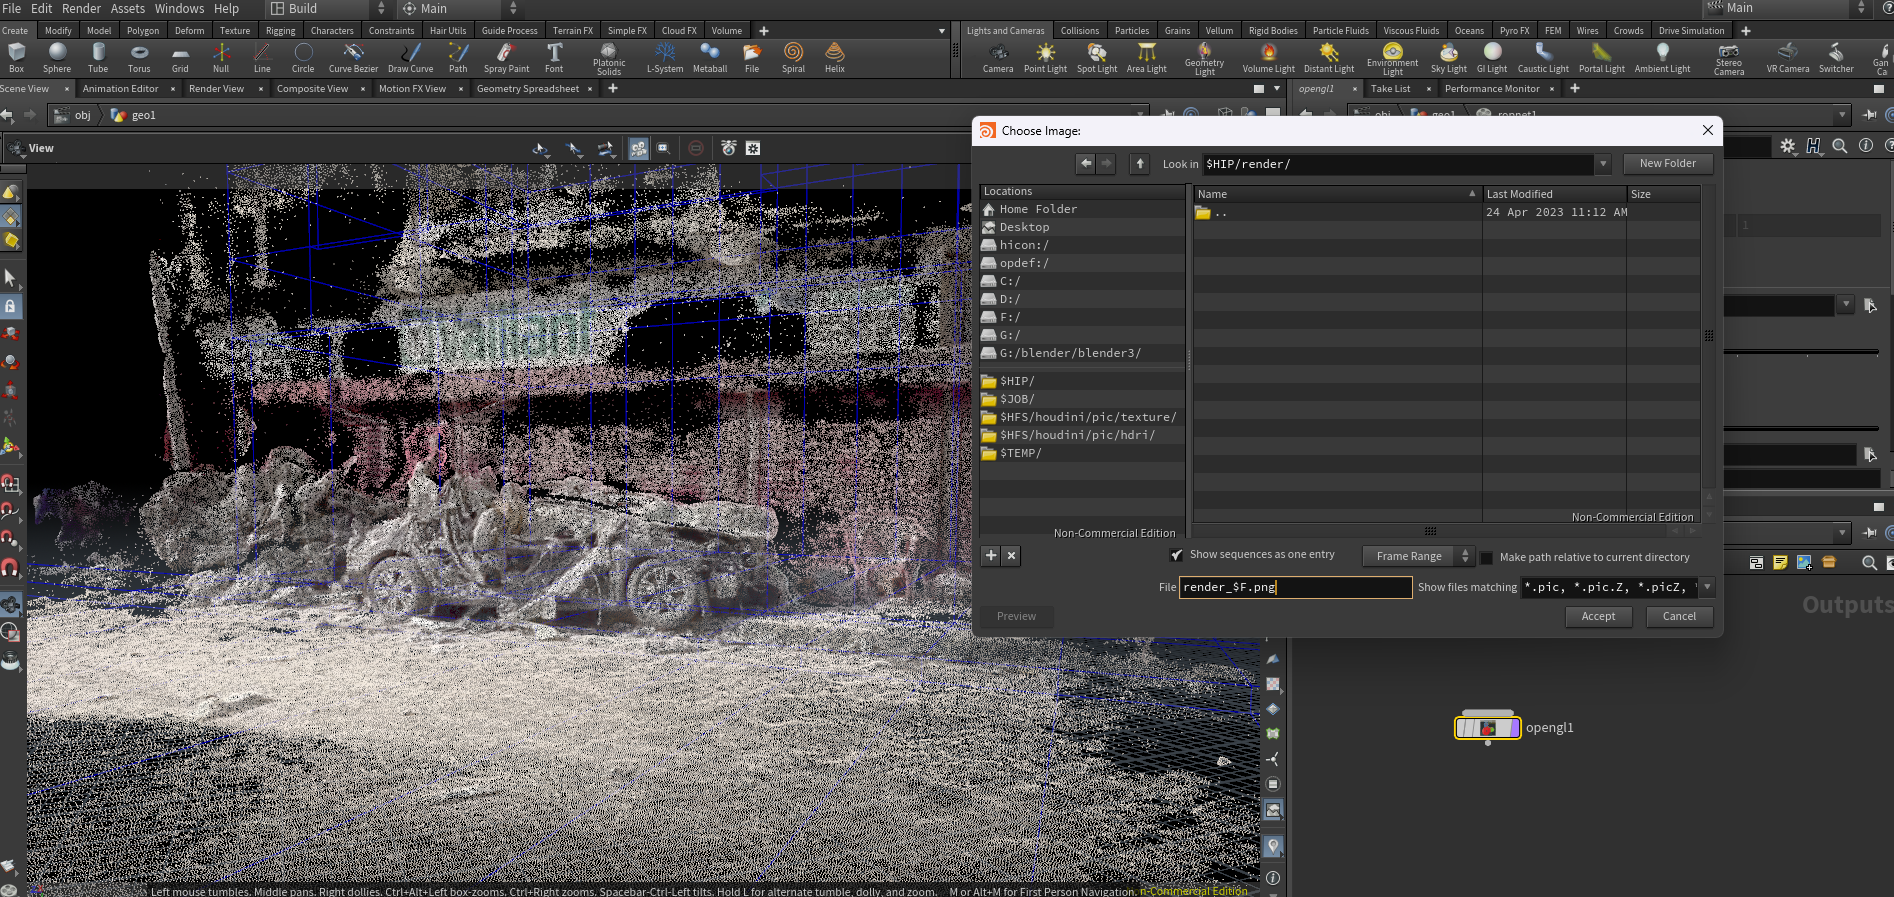 File Edit Render Assets Windows Help Build Main Main
Create Modify Model Polygon Deform Texture Rigging Characters Constraints Hair Utils Guide Process Terrain FX Simple FX Cloud FX Volume
Lights and Cameras Collisions Particles Grains Vellum Rigid Bodies Particle Fluids Viscous Fluids Oceans Pyro FX FEM Wires Crowds Drive Simulation
Box Sphere Tube Torus Grid Null Line Circle Curve Bezier Draw Curve Path Spray Paint Font Platonic Solids L-System Metaball File Spiral Helix
Camera Point Light Spot Light Area Light Geometry Light Volume Light Distant Light Environment Light Sky Light GI Light Caustic Light Portal Light Ambient Light Stereo Camera VR Camera Switcher
Scene View Animation Editor Render View Composite View Motion FX View Geometry Spreadsheet
opengl1 Take List Performance Monitor
obj geo1
obj geo1 ropnet1
View
Choose Image:
Look in $HIP/render/ New Folder
Locations
Home Folder
Desktop
hicon:/
opdef:/
C:/
D:/
F:/
G:/
G:/blender/blender3/
$HIP/
$JOB/
$HFS/houdini/pic/texture/
$HFS/houdini/pic/hdri/
$TEMP/
Non-Commercial Edition
Name Last Modified Size
.. 24 Apr 2023 11:12 AM
Non-Commercial Edition
Show sequences as one entry Frame Range Make path relative to current directory
File render_$F.png Show files matching *.pic, *.pic.Z, *.picZ,
Preview Accept Cancel
1
Outputs
opengl1
Left mouse tumbles. Middle pans. Right dollies. Ctrl+Alt+Left box-zooms. Ctrl+Right zooms. Spacebar-Ctrl-Left tilts. Hold L for alternate tumble, dolly, and zoom. M or Alt+M for First Person Navigation.
n-Commercial Edition